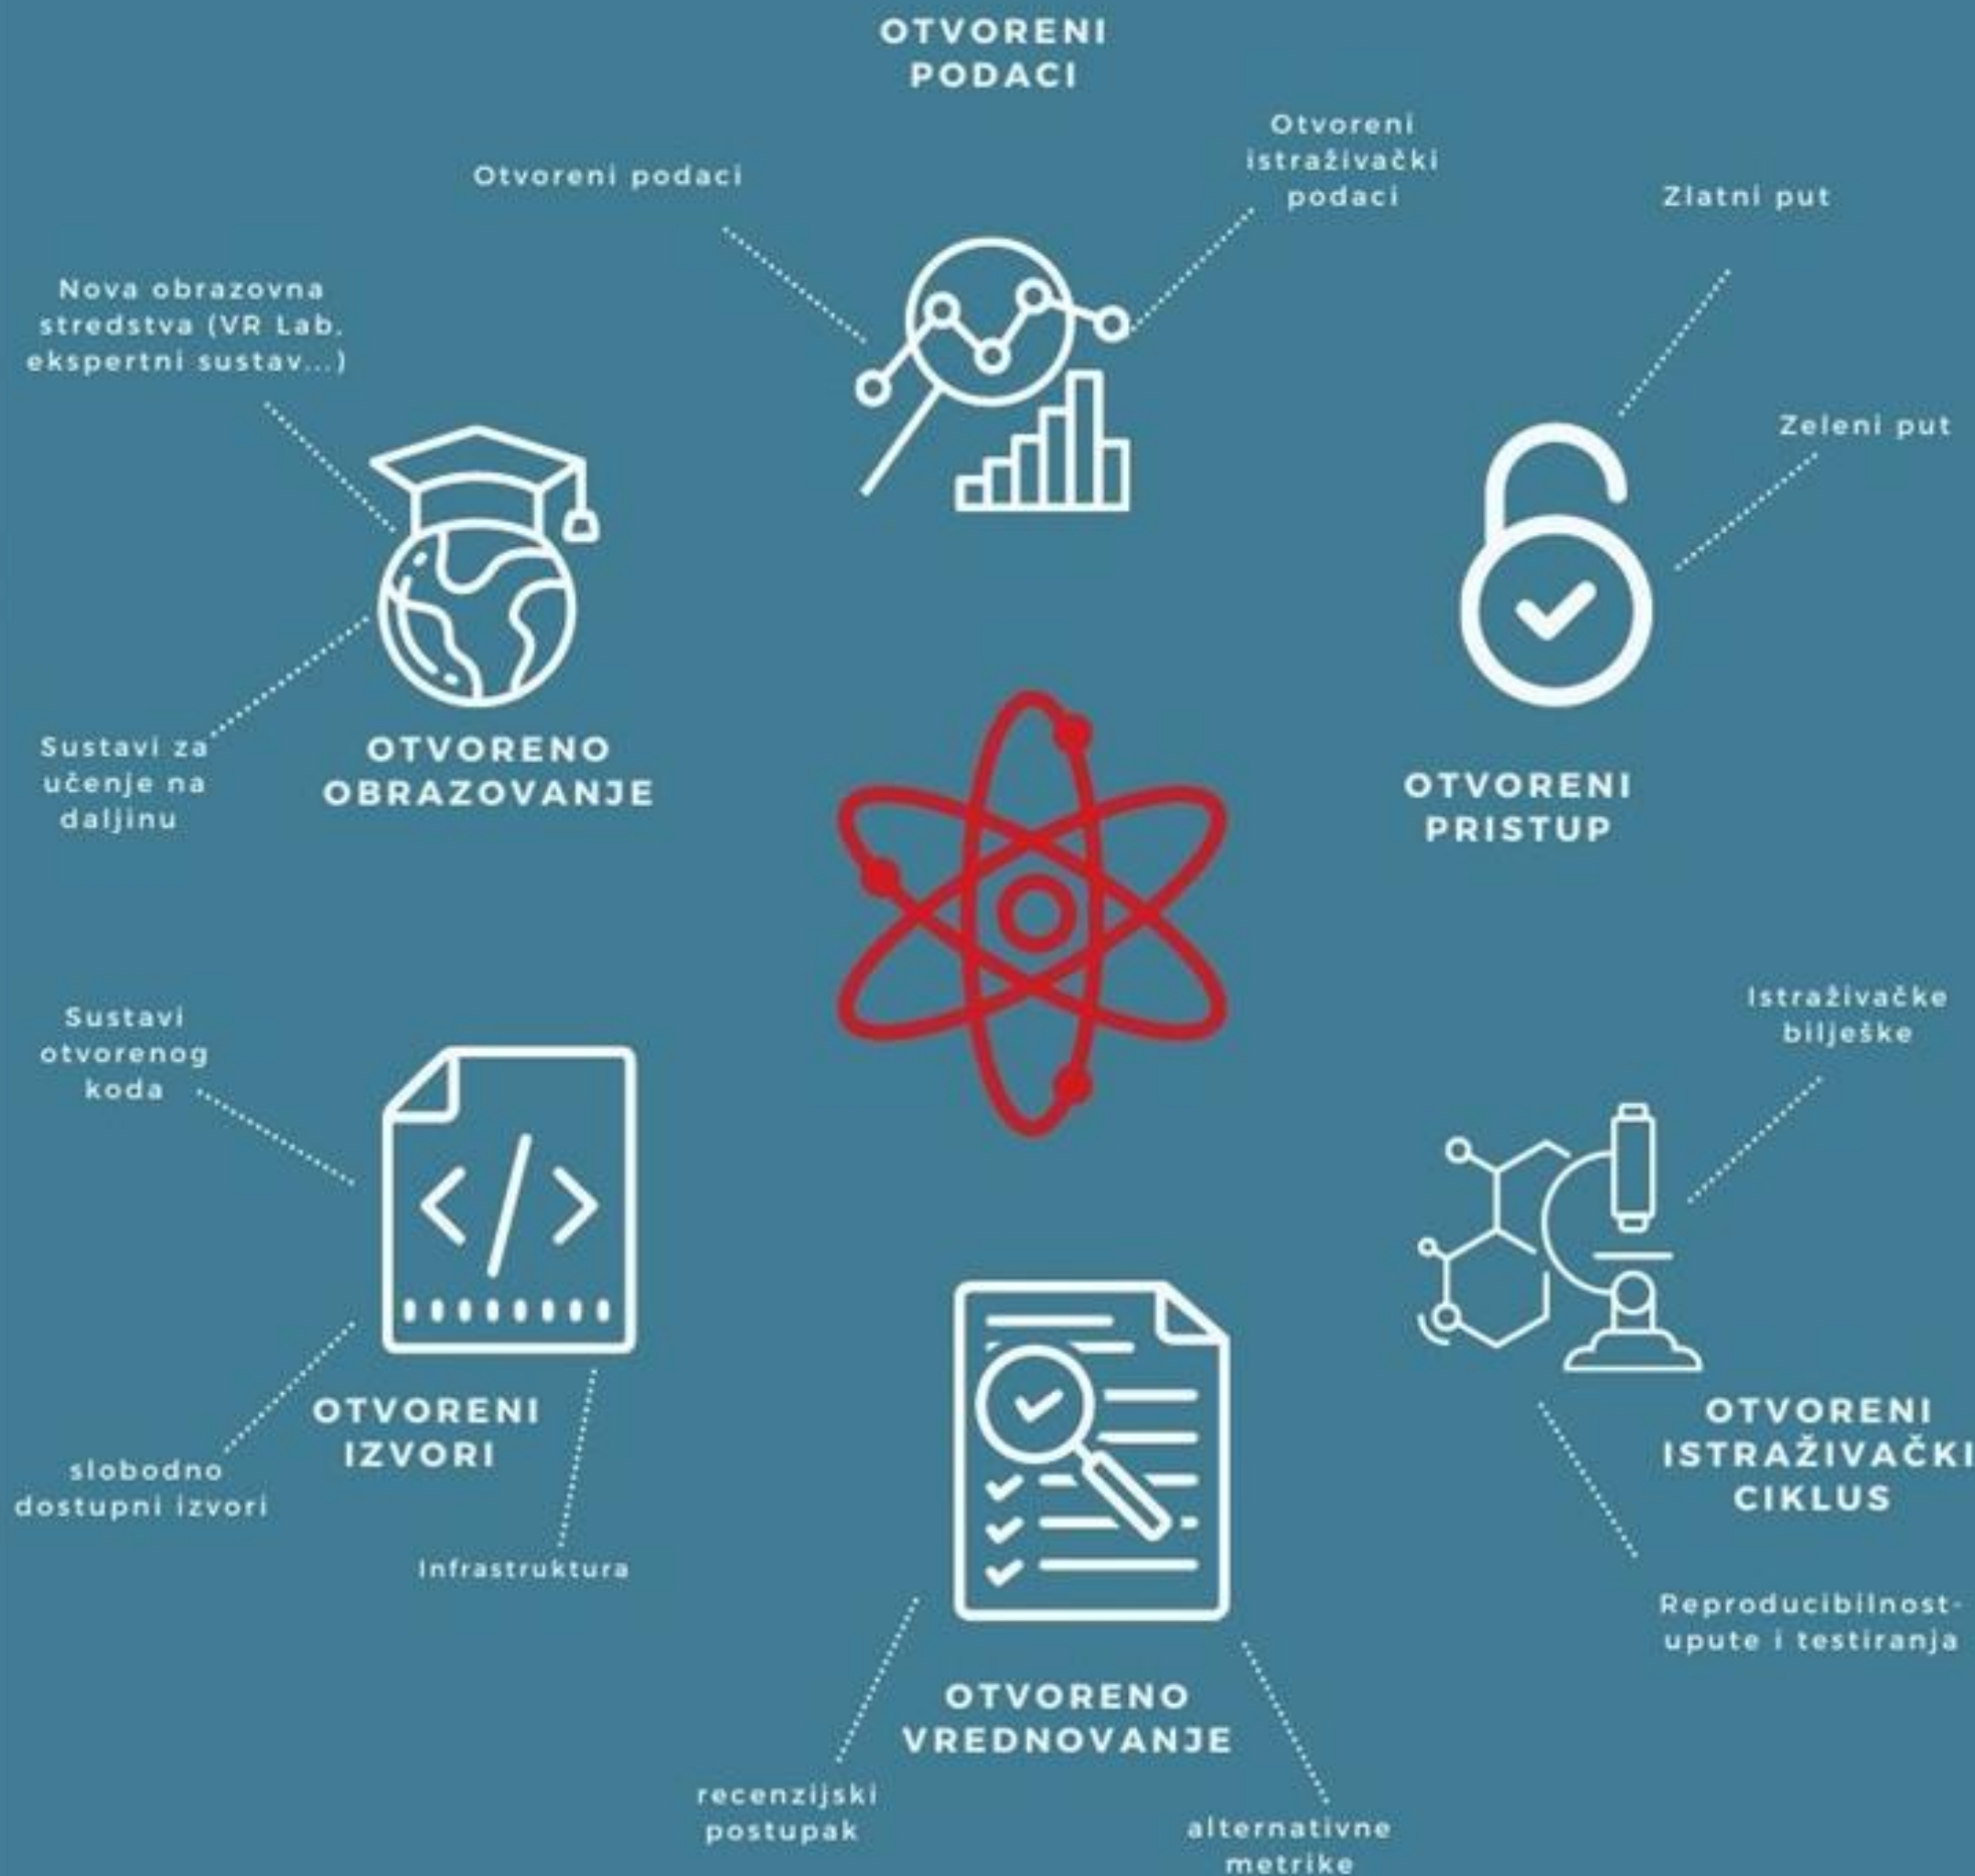 OTVORENI
PODACI
Otvoreni podaci
Otvoreni
istraživački
podaci
Zlatni put
Zeleni put
OTVORENI
PRISTUP
Nova obrazovna
stredstva (VR Lab,
ekspertni sustav...)
Sustavi za
učenje na
daljinu
OTVORENO
OBRAZOVANJE
Sustavi
otvorenog
koda
slobodno
dostupni izvori
OTVORENI
IZVORI
Infrastruktura
Istraživačke
bilješke
OTVORENI
ISTRAŽIVAČKI
CIKLUS
Reproducibilnost-
upute i testiranja
OTVORENO
VREDNOVANJE
recenzijski
postupak
alternativne
metrike